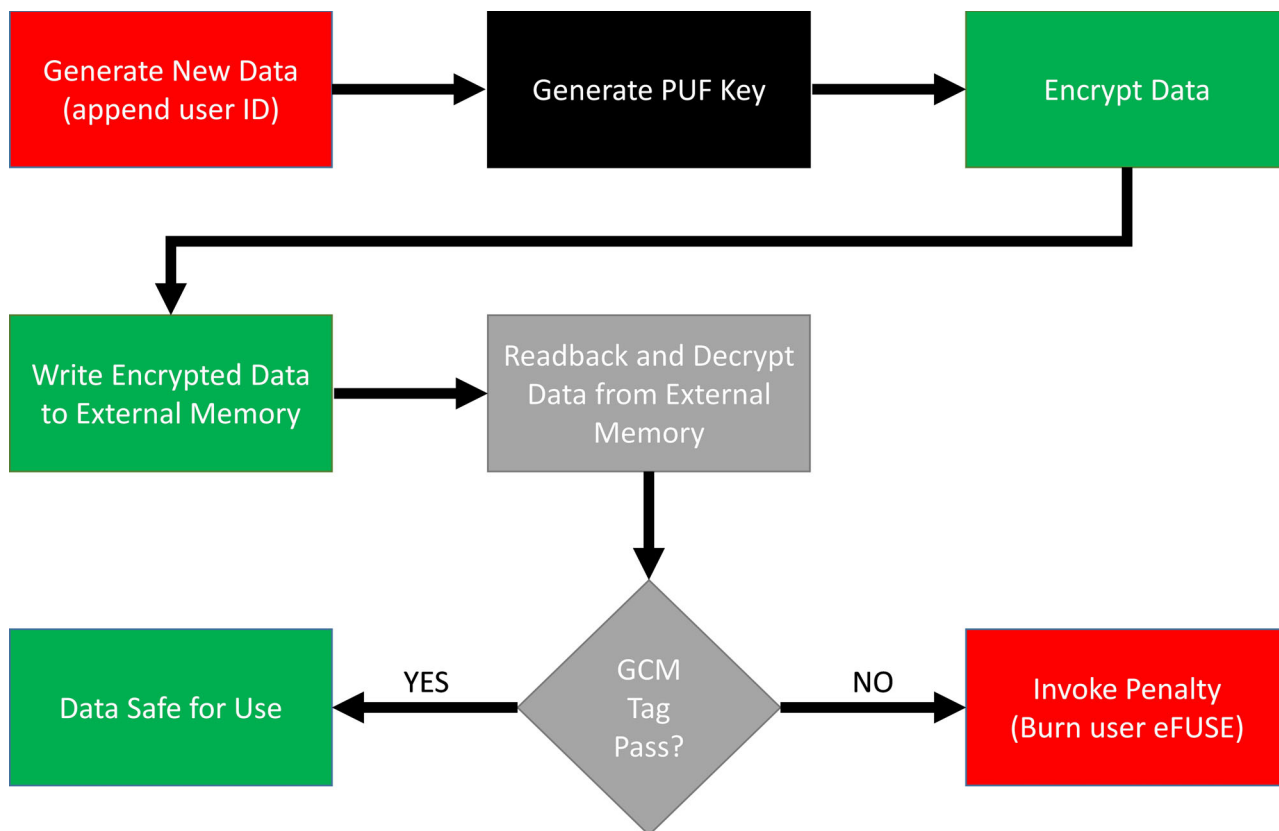 Generate New Data
(append user ID)
Generate PUF Key
Encrypt Data
Write Encrypted Data
to External Memory
Readback and Decrypt
Data from External
Memory
Data Safe for Use
YES
GCM
Tag
Pass?
NO
Invoke Penalty
(Burn user eFUSE)